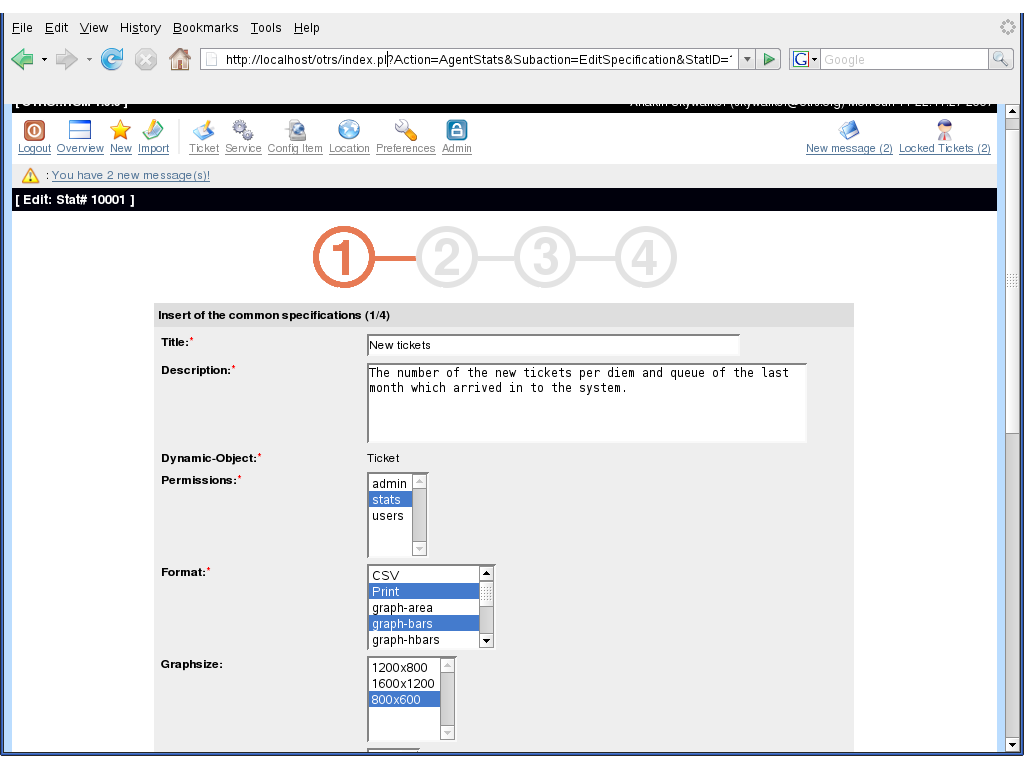 File Edit View History Bookmarks Tools Help
http://localhost/otrs/index.pl?Action=AgentStats&Subaction=EditSpecification&StatID=1
G Google
Logout Overview New Import Ticket Service Config Item Location Preferences Admin New message (2) Locked Tickets (2)
: You have 2 new message(s)!
[ Edit: Stat# 10001 ]
1 2 3 4
Insert of the common specifications (1/4)
Title:* New tickets
Description:* The number of the new tickets per diem and queue of the last
month which arrived in to the system.
Dynamic-Object:* Ticket
Permissions:* admin
stats
users
Format:* CSV
Print
graph-area
graph-bars
graph-hbars
Graphsize: 1200x800
1600x1200
800x600